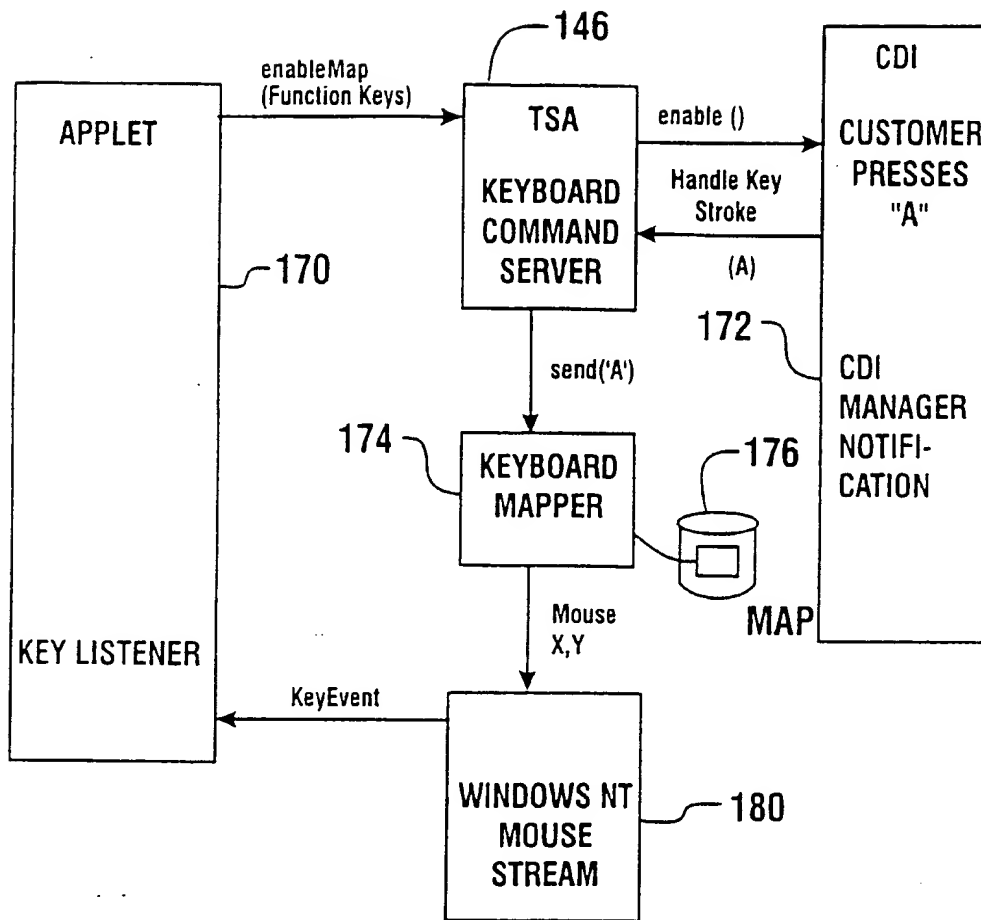 146
enableMap
(Function Keys)
APPLET
TSA
KEYBOARD
COMMAND
SERVER
enable ()
Handle Key
Stroke
(A)
CDI
CUSTOMER
PRESSES
"A"
170
172
CDI
MANAGER
NOTIFI-
CATION
send('A')
174
KEYBOARD
MAPPER
176
MAP
Mouse
X,Y
KEY LISTENER
KeyEvent
WINDOWS NT
MOUSE
STREAM
180